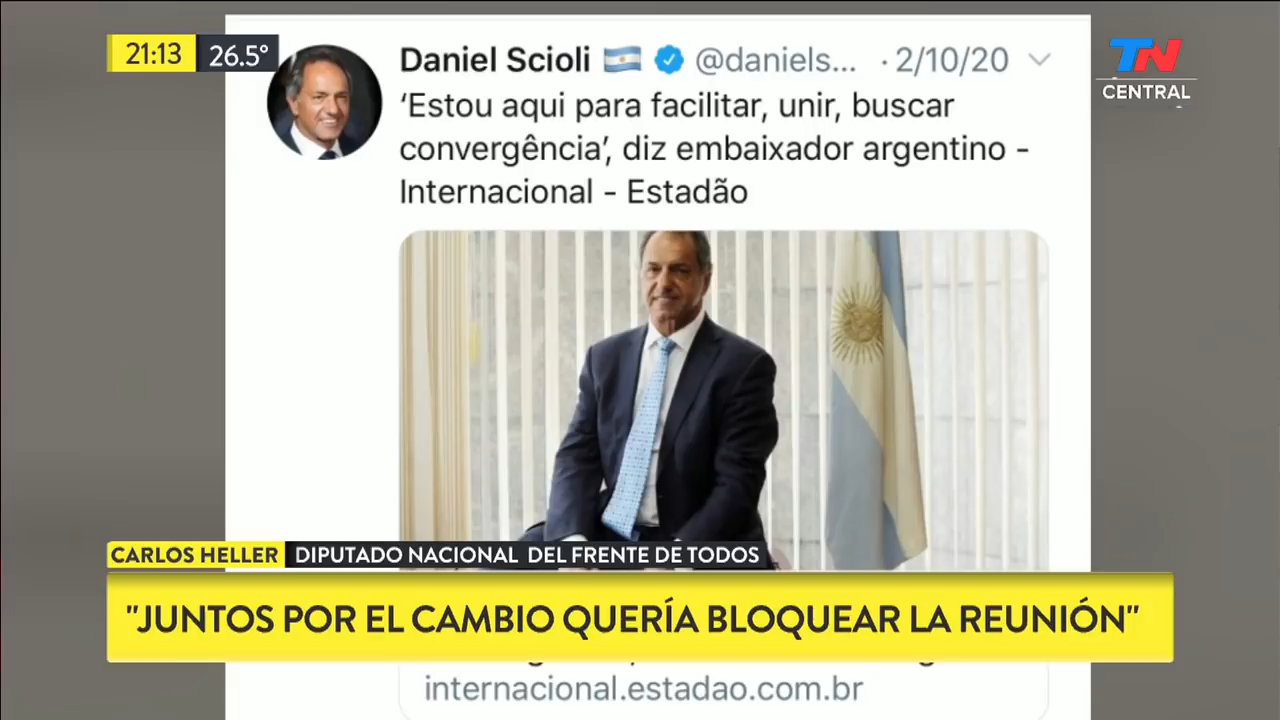 21:13 26.5°
TN
CENTRAL
Daniel Scioli @daniels... · 2/10/20
‘Estou aqui para facilitar, unir, buscar
convergência’, diz embaixador argentino -
Internacional - Estadão
CARLOS HELLER DIPUTADO NACIONAL DEL FRENTE DE TODOS
"JUNTOS POR EL CAMBIO QUERÍA BLOQUEAR LA REUNIÓN"
internacional.estadao.com.br